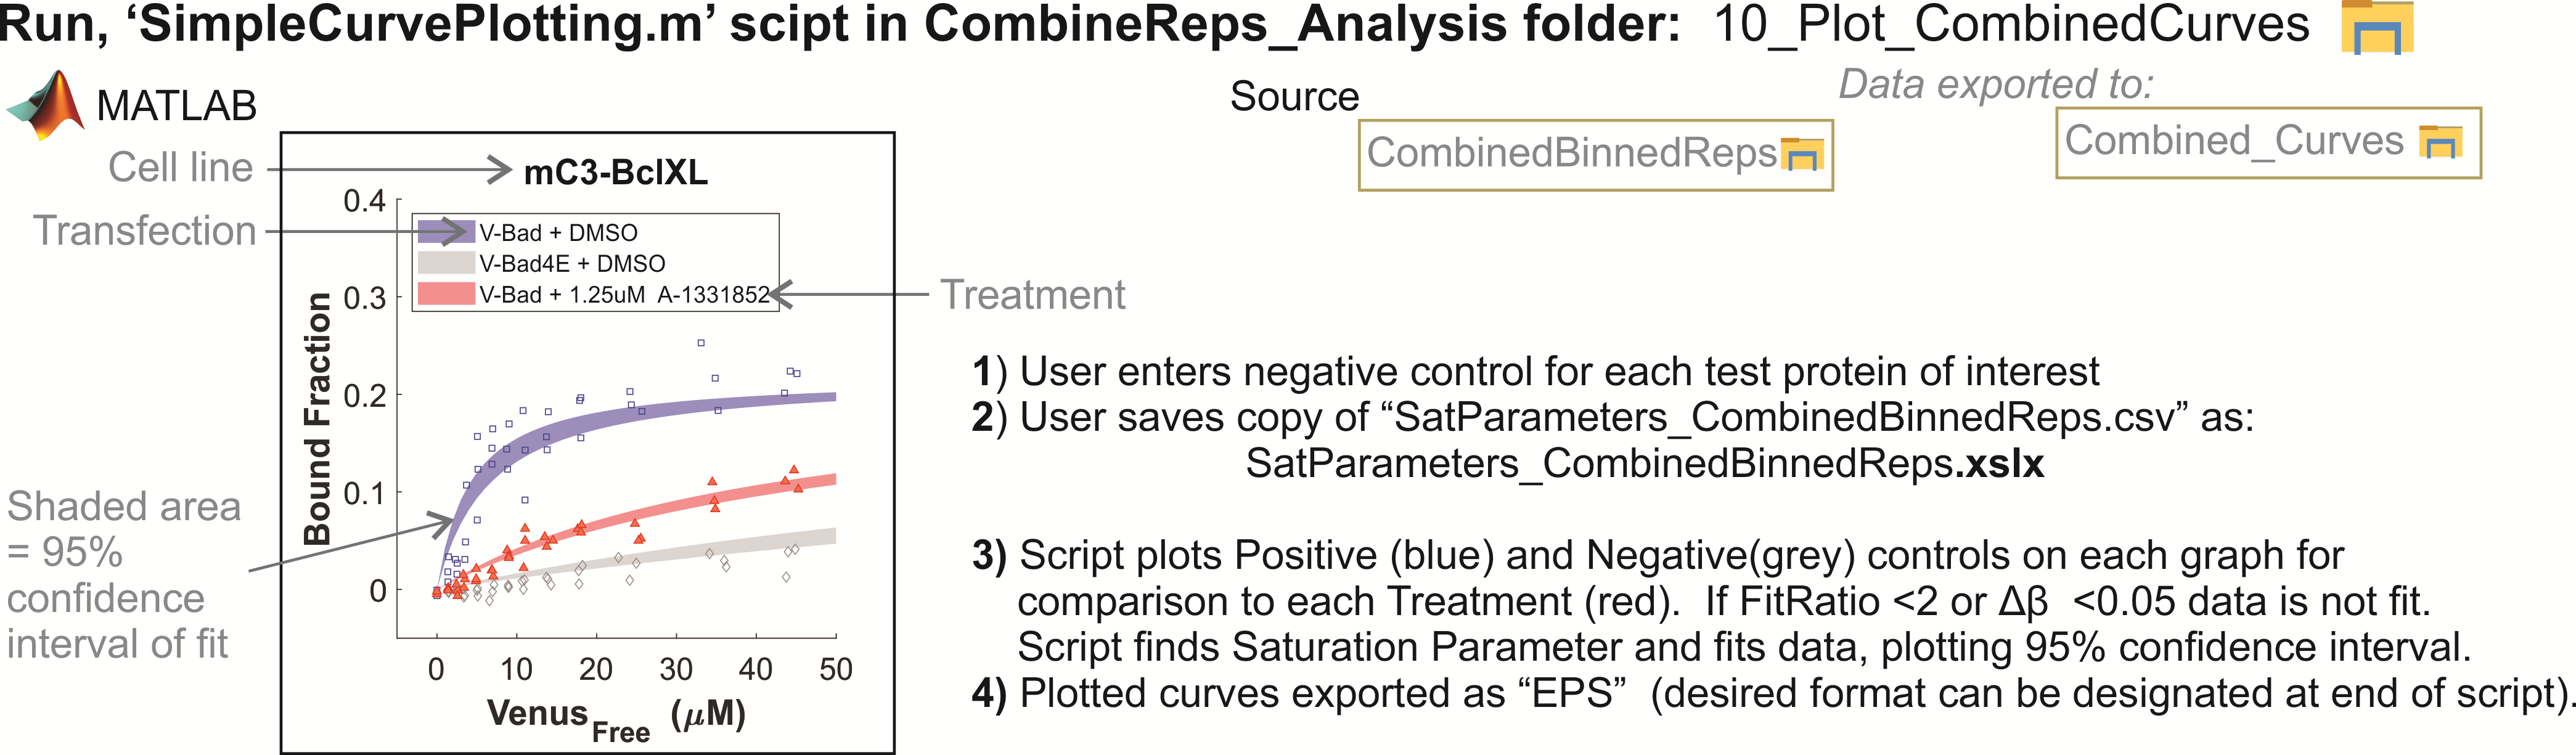 Run, ‘SimpleCurvePlotting.m’ scipt in CombineReps_Analysis folder: 10_Plot_CombinedCurves
MATLAB
Source
CombinedBinnedReps
Data exported to:
Combined_Curves
Cell line
Transfection
Shaded area
= 95%
confidence
interval of fit
mC3-BclXL
V-Bad + DMSO
V-Bad4E + DMSO
V-Bad + 1.25uM A-1331852
Treatment
Bound Fraction
0.4
0.3
0.2
0.1
0
0 10 20 30 40 50
Venus Free (μM)
1) User enters negative control for each test protein of interest
2) User saves copy of “SatParameters_CombinedBinnedReps.csv” as:
SatParameters_CombinedBinnedReps.xslx
3) Script plots Positive (blue) and Negative(grey) controls on each graph for
comparison to each Treatment (red). If FitRatio <2 or Δβ <0.05 data is not fit.
Script finds Saturation Parameter and fits data, plotting 95% confidence interval.
4) Plotted curves exported as “EPS” (desired format can be designated at end of script).